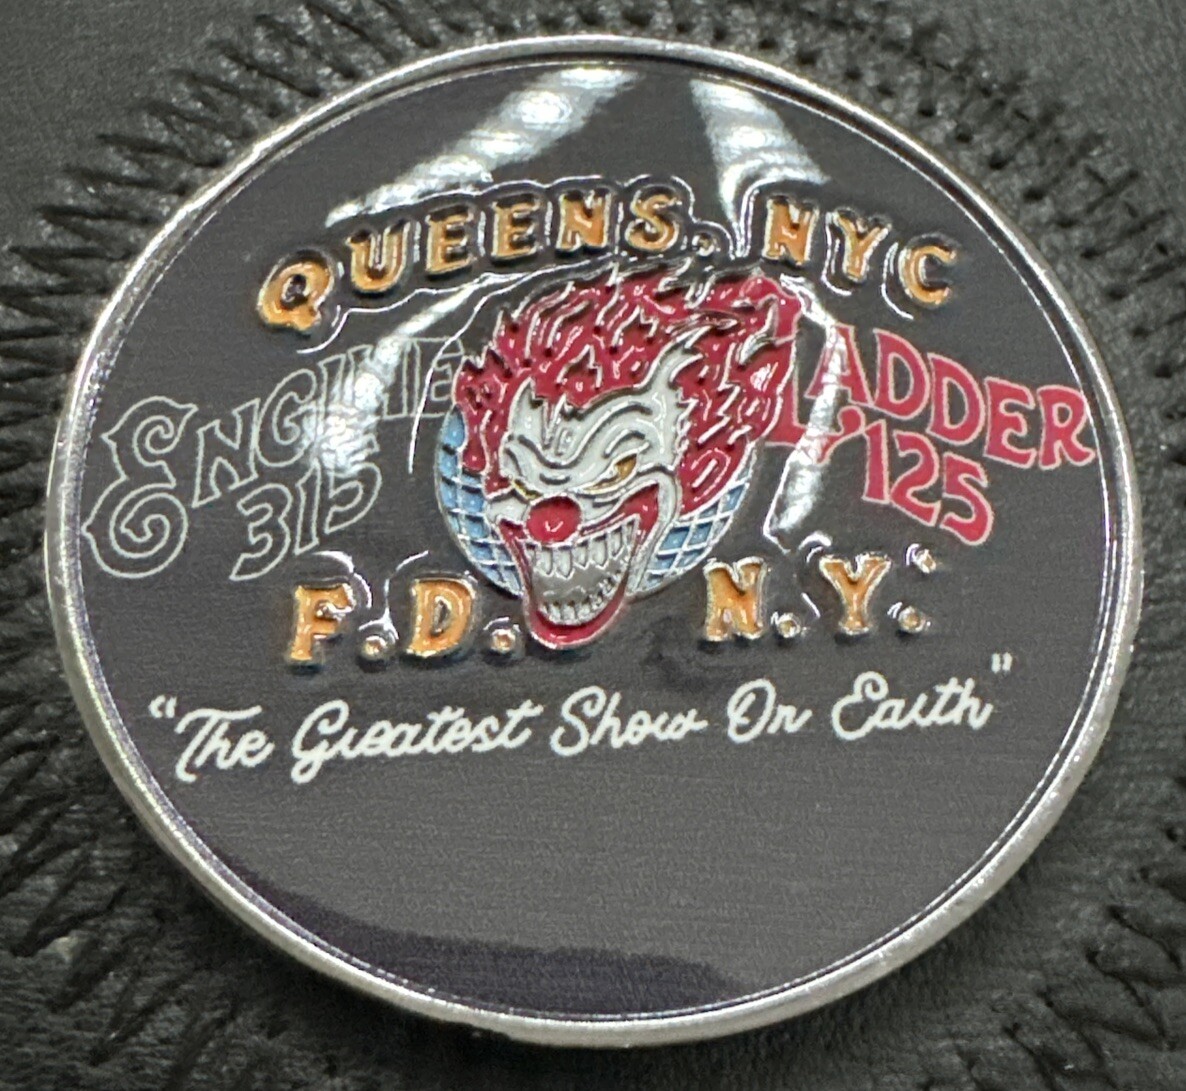 QUEENS, NYC
ENGINE 315
LADDER 125
F.D. N.Y.
"The Greatest Show On Earth"